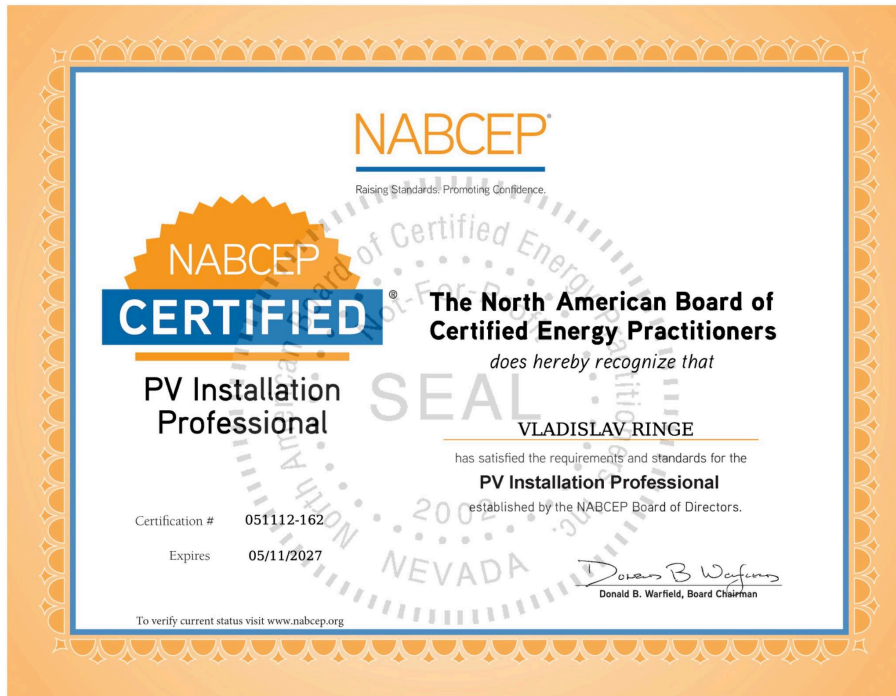 NABCEP®
Raising Standards. Promoting Confidence.
NABCEP
CERTIFIED®
PV Installation
Professional
The North American Board of
Certified Energy Practitioners
does hereby recognize that
VLADISLAV RINGE
has satisfied the requirements and standards for the
PV Installation Professional
established by the NABCEP Board of Directors.
Certification # 051112-162
Expires 05/11/2027
Donald B. Warfield, Board Chairman
To verify current status visit www.nabcep.org
North American Board of Certified Energy Practitioners Inc.
Not-For-Profit
SEAL
2002
NEVADA